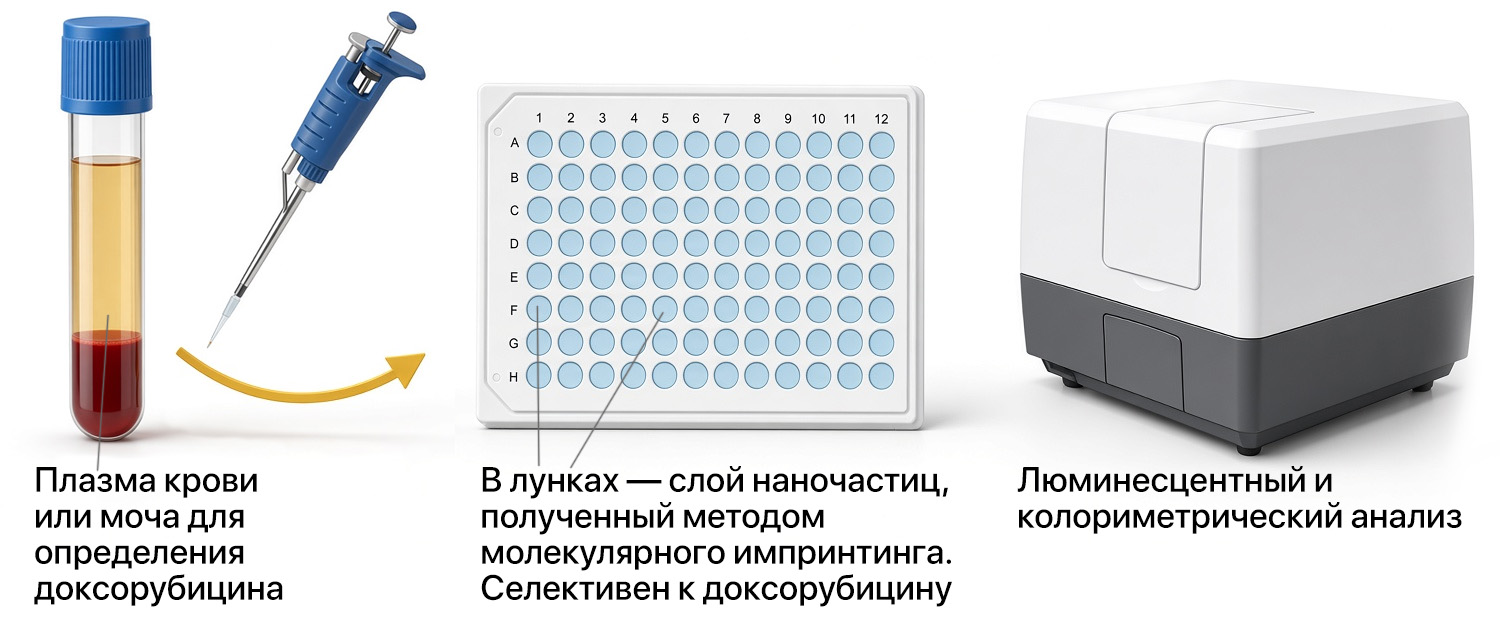 1 2 3 4 5 6 7 8 9 10 11 12
A
B
C
D
E
F
G
H
Плазма крови
или моча для
определения
доксорубицина
В лунках — слой наночастиц,
полученный методом
молекулярного импринтинга.
Селективен к доксорубицину
Люминесцентный и
колориметрический анализ